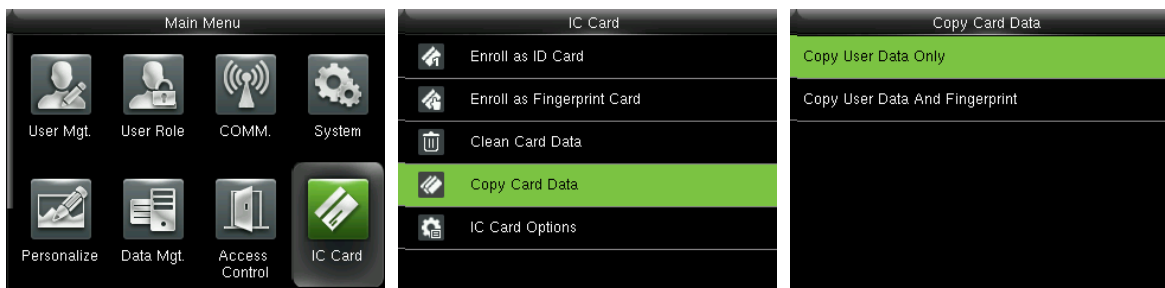 Main Menu
User Mgt.
User Role
COMM.
System
Personalize
Data Mgt.
Access
Control
IC Card
IC Card
Enroll as ID Card
Enroll as Fingerprint Card
Clean Card Data
Copy Card Data
IC Card Options
Copy Card Data
Copy User Data Only
Copy User Data And Fingerprint